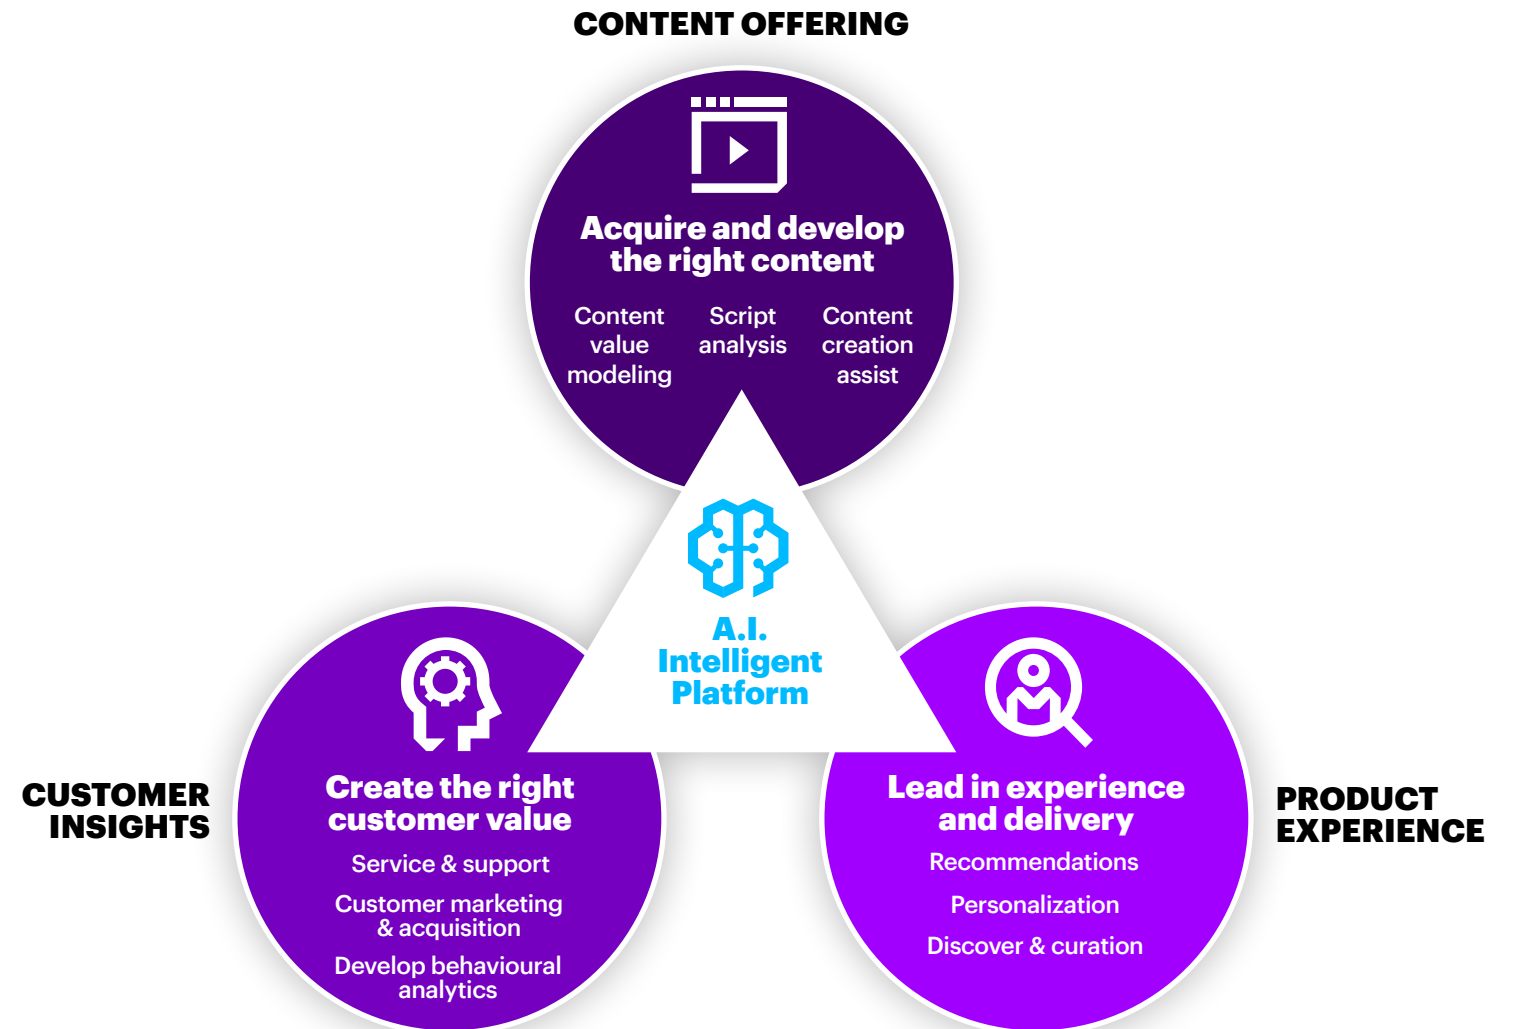 CONTENT OFFERING
Acquire and develop
the right content
Content
value
modeling
Script
analysis
Content
creation
assist
A.I.
Intelligent
Platform
CUSTOMER
INSIGHTS
Create the right
customer value
Service & support
Customer marketing
& acquisition
Develop behavioural
analytics
Lead in experience
and delivery
Recommendations
Personalization
Discover & curation
PRODUCT
EXPERIENCE